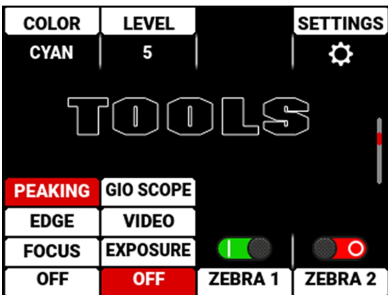 COLOR LEVEL SETTINGS
CYAN 5
TOOLS
PEAKING GIO SCOPE
EDGE VIDEO
FOCUS EXPOSURE
OFF OFF ZEBRA 1 ZEBRA 2